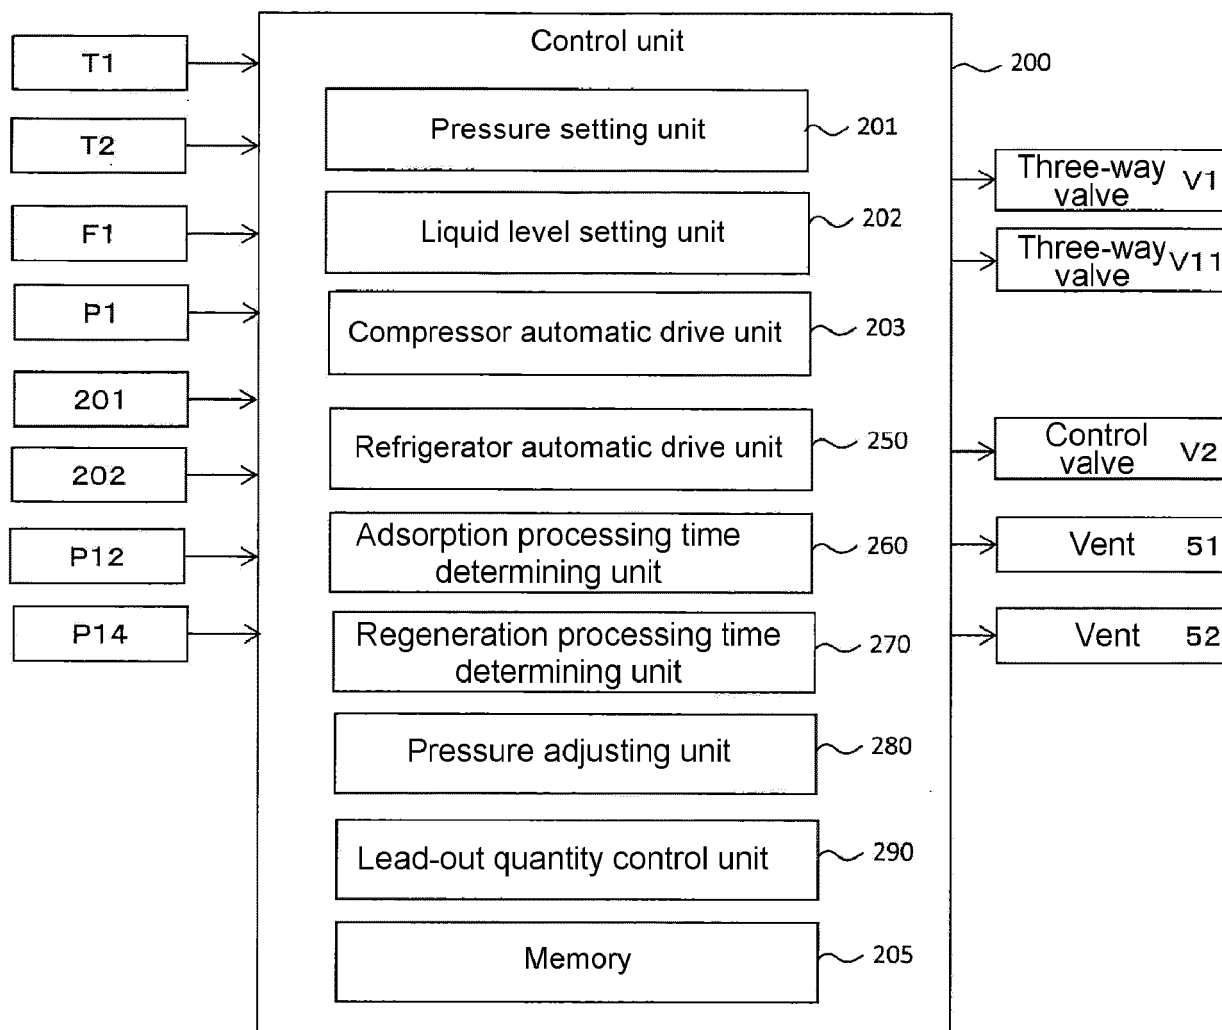 Control unit
200
T1
T2
F1
P1
201
202
P12
P14
Pressure setting unit
201
Liquid level setting unit
202
Compressor automatic drive unit
203
Refrigerator automatic drive unit
250
Adsorption processing time
determining unit
260
Regeneration processing time
determining unit
270
Pressure adjusting unit
280
Lead-out quantity control unit
290
Memory
205
Three-way
valve
V1
Three-way
valve
V11
Control
valve
V2
Vent 51
Vent 52